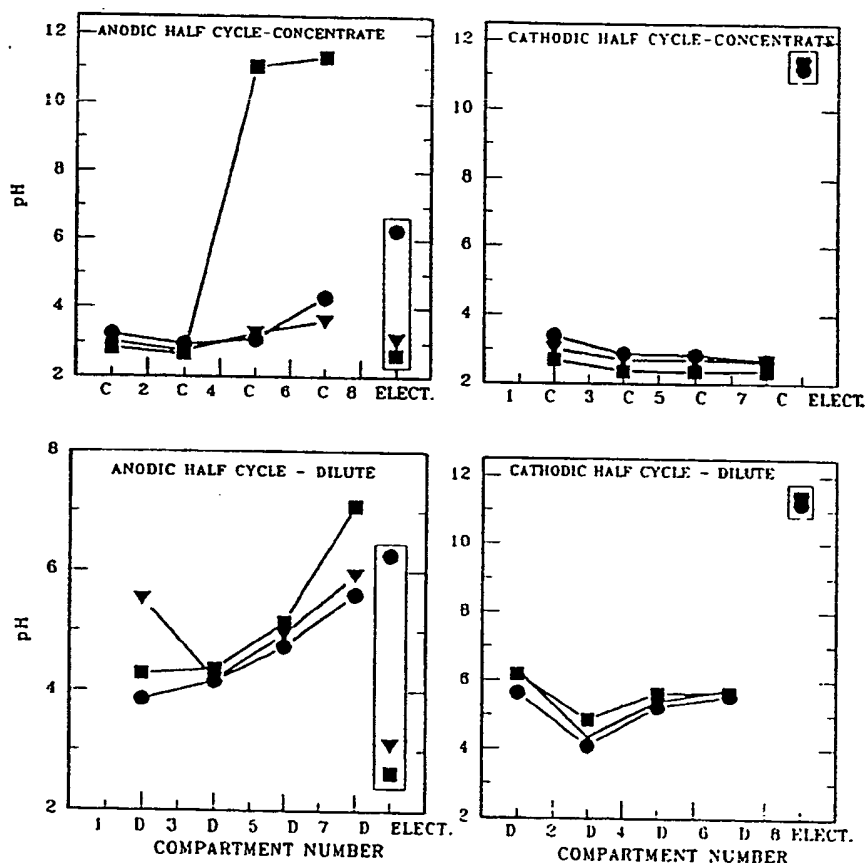 ANODIC HALF CYCLE-CONCENTRATE
12
10
8
6
4
2
pH
C 2 C 4 C 6 C 8 ELECT.
CATHODIC HALF CYCLE-CONCENTRATE
12
10
8
6
4
2
1 C 3 C 5 C 7 C ELECT.
ANODIC HALF CYCLE - DILUTE
8
6
4
2
pH
1 D 3 D 5 D 7 D ELECT.
COMPARTMENT NUMBER
CATHODIC HALF CYCLE - DILUTE
12
10
8
6
4
2
D 2 D 4 D 6 D 8 ELECT.
COMPARTMENT NUMBER